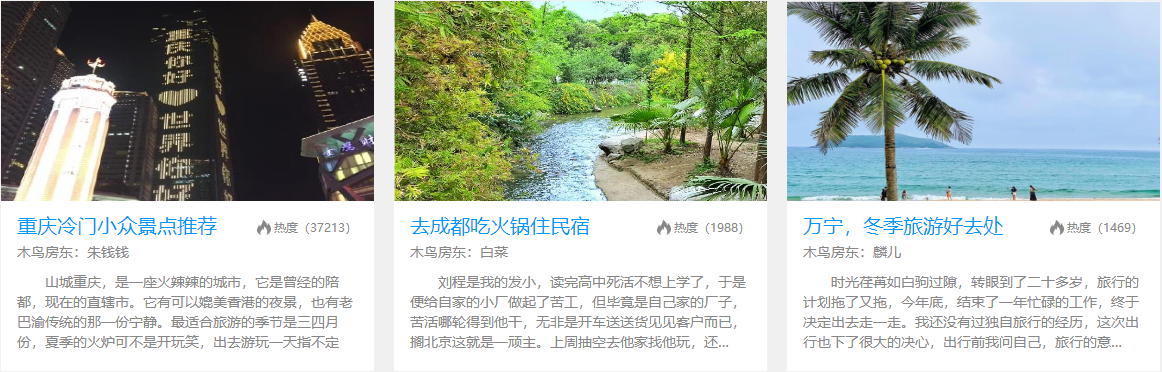 重庆你好
世界你好
重庆冷门小众景点推荐
热度（37213）
木鸟房东：朱钱钱
山城重庆，是一座火辣辣的城市，它是曾经的陪
都，现在的直辖市。它有可以媲美香港的夜景，也有老
巴渝传统的那一份宁静。最适合旅游的季节是三四月
份，夏季的火炉可不是开玩笑，出去游玩一天指不定
去成都吃火锅住民宿
热度（1988）
木鸟房东：白菜
刘程是我的发小，读完高中死活不想上学了，于是
便给自家的小厂做起了苦工，但毕竟是自己家的厂子，
苦活哪轮得到他干，无非是开车送送货见见客户而已，
搁北京这就是一顽主。上周抽空去他家找他玩，还...
万宁，冬季旅游好去处
热度（1469）
木鸟房东：麟儿
时光荏苒如白驹过隙，转眼到了二十多岁，旅行的
计划拖了又拖，今年底，结束了一年忙碌的工作，终于
决定出去走一走。我还没有过独自旅行的经历，这次出
行也下了很大的决心，出行前我问自己，旅行的意...